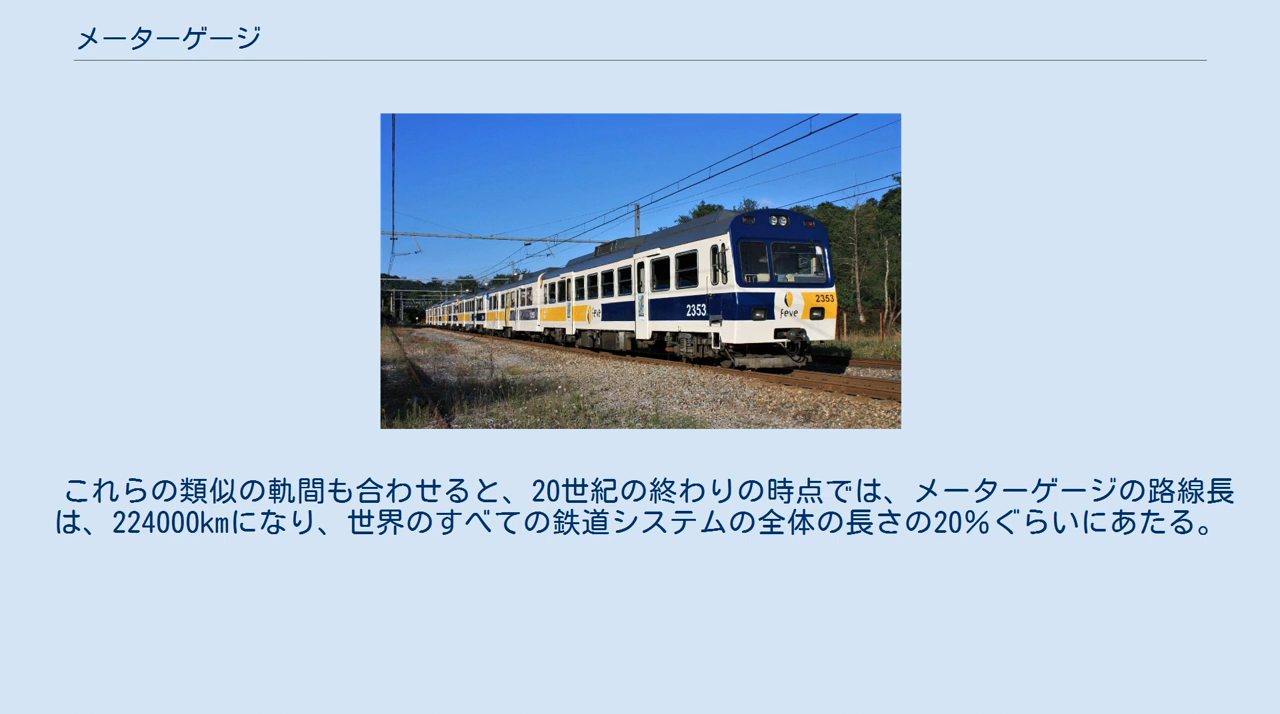 メーターゲージ
2353
feve
2353
feve
これらの類似の軌間も合わせると、20世紀の終わりの時点では、メーターゲージの路線長
は、224000kmになり、世界のすべての鉄道システムの全体の長さの20％ぐらいにあたる。